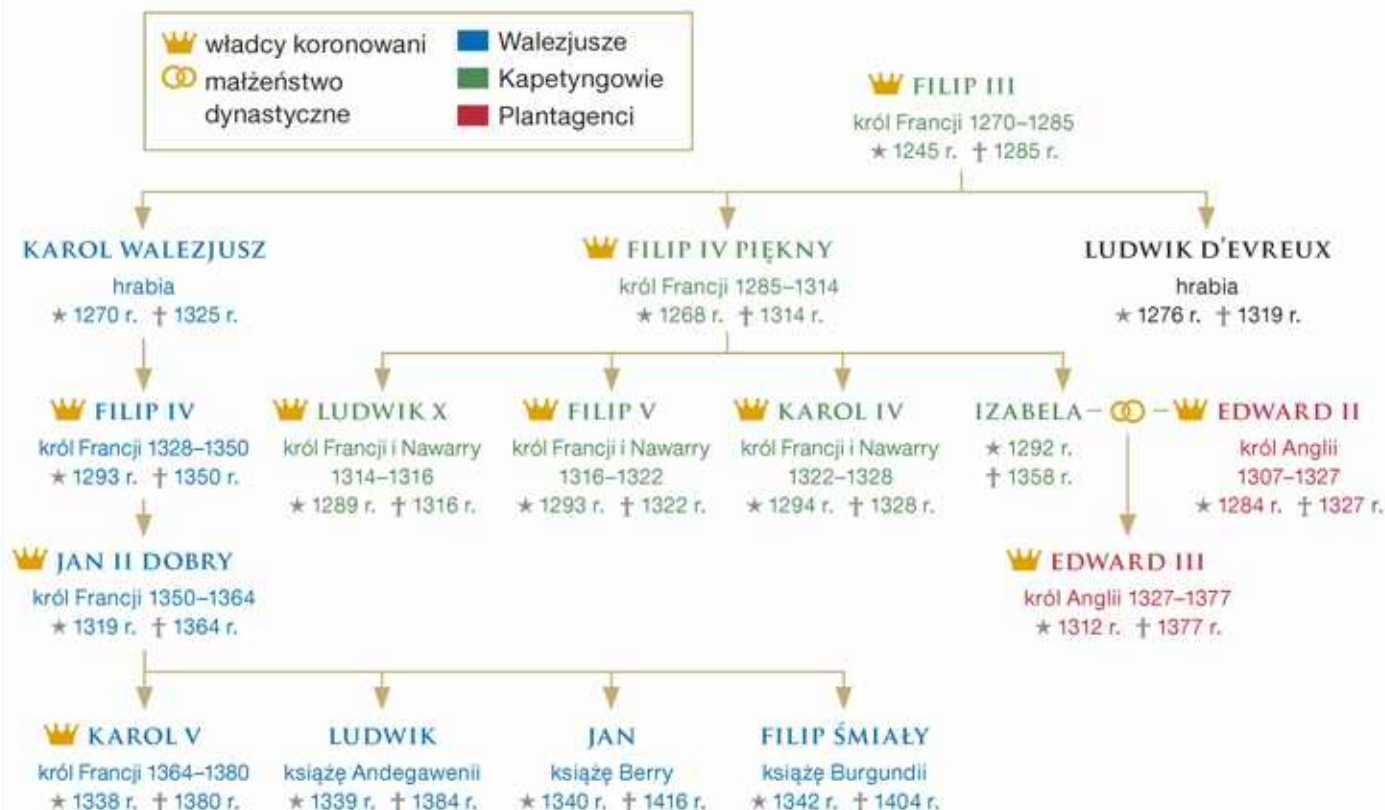 władcy koronowani
małżeństwo
dynastyczne
Walezjusze
Kapetyngowie
Plantagenci
FILIP III
król Francji 1270–1285
★ 1245 r. † 1285 r.
KAROL WALEZJUSZ
hrabia
★ 1270 r. † 1325 r.
FILIP IV PIĘKNY
król Francji 1285–1314
★ 1268 r. † 1314 r.
LUDWIK D'EVREUX
hrabia
★ 1276 r. † 1319 r.
FILIP IV
król Francji 1328–1350
★ 1293 r. † 1350 r.
LUDWIK X
król Francji i Nawarry
1314–1316
★ 1289 r. † 1316 r.
FILIP V
król Francji i Nawarry
1316–1322
★ 1293 r. † 1322 r.
KAROL IV
król Francji i Nawarry
1322–1328
★ 1294 r. † 1328 r.
IZABELA
★ 1292 r.
† 1358 r.
EDWARD II
król Anglii
1307–1327
★ 1284 r. † 1327 r.
JAN II DOBRY
król Francji 1350–1364
★ 1319 r. † 1364 r.
EDWARD III
król Anglii 1327–1377
★ 1312 r. † 1377 r.
KAROL V
król Francji 1364–1380
★ 1338 r. † 1380 r.
LUDWIK
książę Andegawenii
★ 1339 r. † 1384 r.
JAN
książę Berry
★ 1340 r. † 1416 r.
FILIP ŚMIAŁY
książę Burgundii
★ 1342 r. † 1404 r.